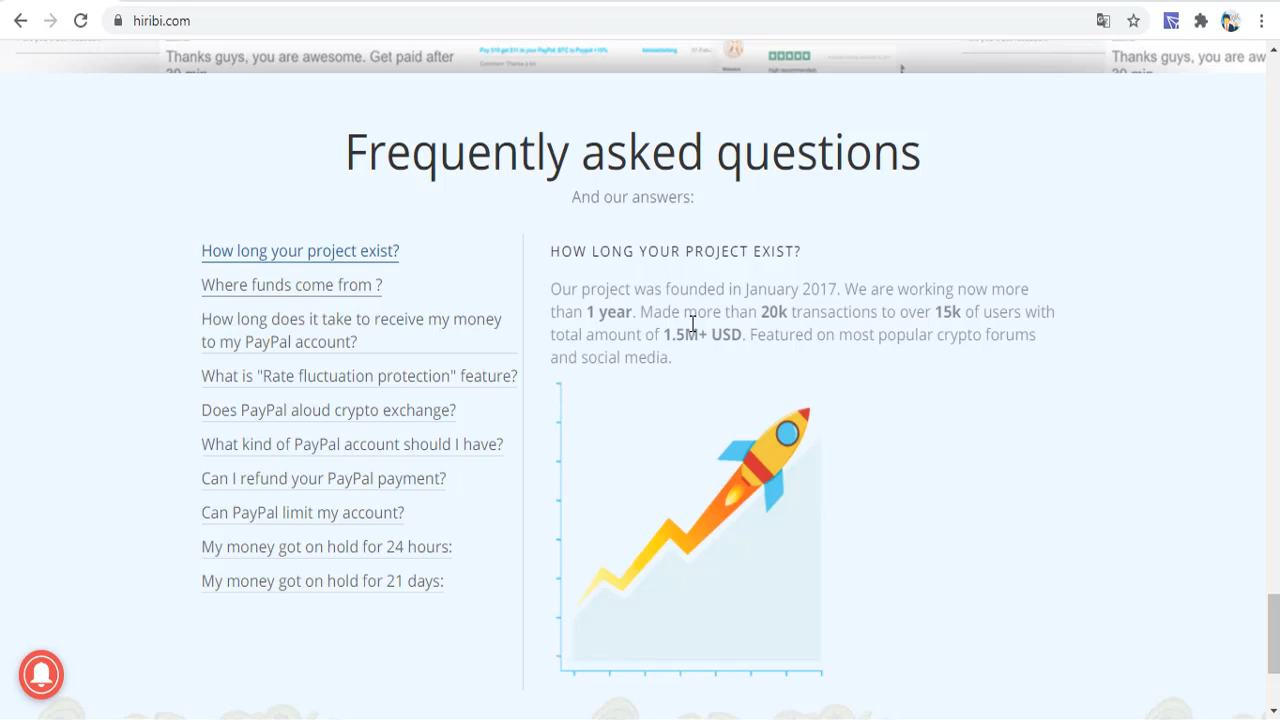 hiribi.com
Thanks guys, you are awesome. Get paid after
Thanks guys, you are aw
Frequently asked questions
And our answers:
How long your project exist?
Where funds come from ?
How long does it take to receive my money
to my PayPal account?
What is "Rate fluctuation protection" feature?
Does PayPal aloud crypto exchange?
What kind of PayPal account should I have?
Can I refund your PayPal payment?
Can PayPal limit my account?
My money got on hold for 24 hours:
My money got on hold for 21 days:
HOW LONG YOUR PROJECT EXIST?
Our project was founded in January 2017. We are working now more
than 1 year. Made more than 20k transactions to over 15k of users with
total amount of 1.5M+ USD. Featured on most popular crypto forums
and social media.